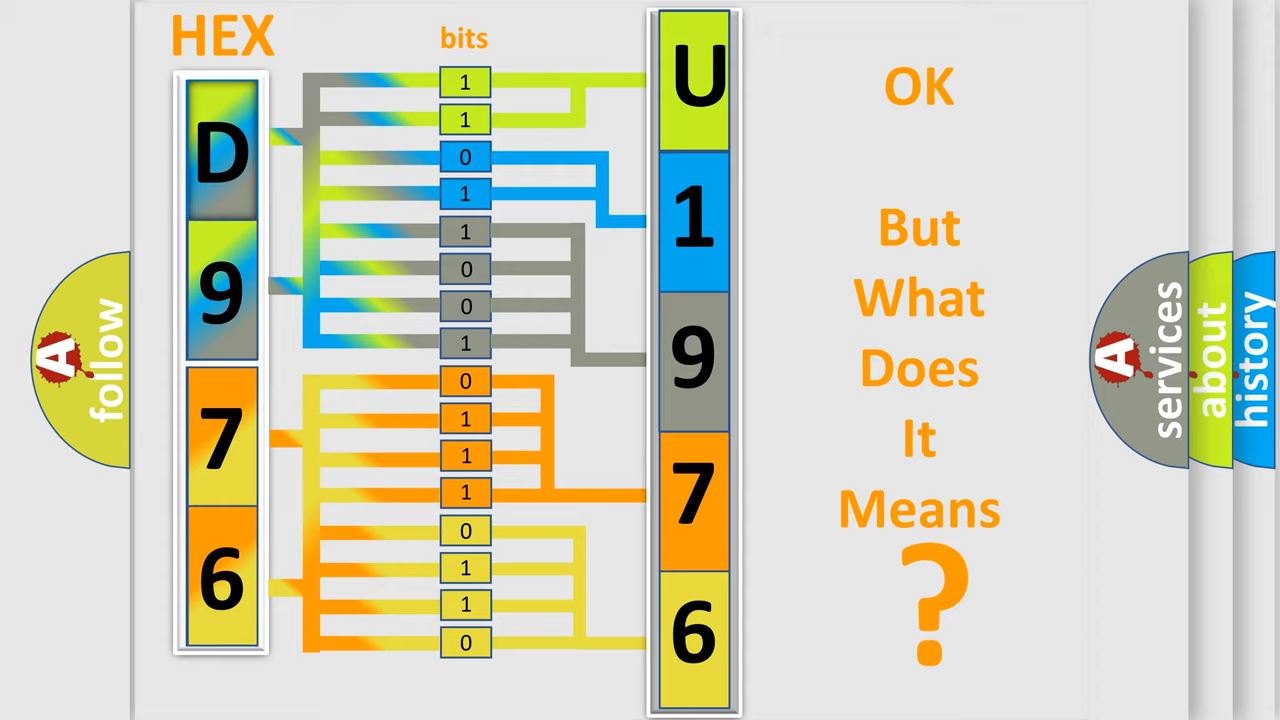 HEX
bits
D
9
7
6
1
1
0
1
1
0
0
1
0
1
1
1
0
1
1
0
U
1
9
7
6
OK
But
What
Does
It
Means
?
A
follow
A
services
about
history